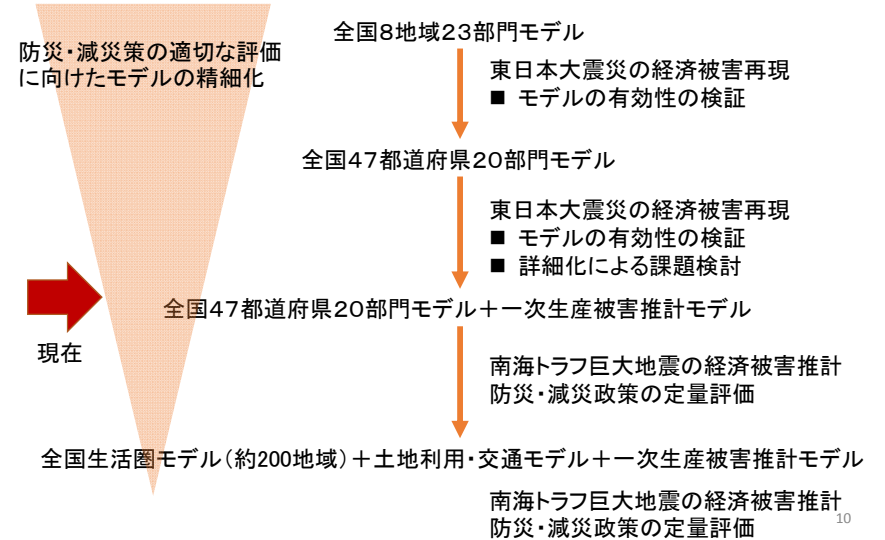 防災・減災策の適切な評価
に向けたモデルの精細化
全国8地域23部門モデル
東日本大震災の経済被害再現
■ モデルの有効性の検証
全国47都道府県20部門モデル
東日本大震災の経済被害再現
■ モデルの有効性の検証
■ 詳細化による課題検討
現在
全国47都道府県20部門モデル＋一次生産被害推計モデル
南海トラフ巨大地震の経済被害推計
防災・減災政策の定量評価
全国生活圏モデル（約200地域）＋土地利用・交通モデル＋一次生産被害推計モデル
南海トラフ巨大地震の経済被害推計
防災・減災政策の定量評価
10